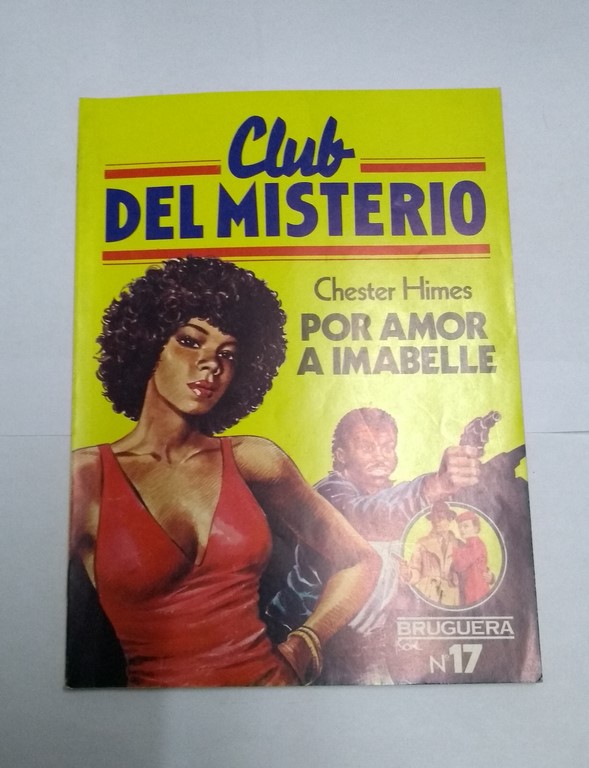 Club
DEL MISTERIO
Chester Himes
POR AMOR
A IMABELLE
BRUGUERA
Nº17